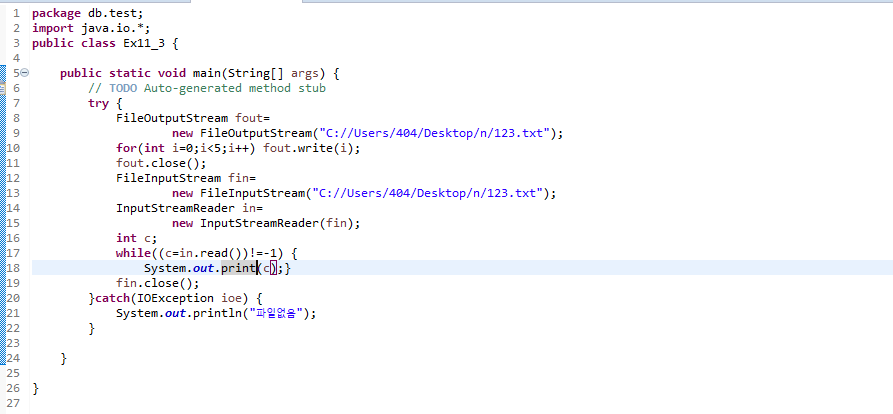 1 package db.test;
2 import java.io.*;
3 public class Ex11_3 {
4
5 public static void main(String[] args) {
6 // TODO Auto-generated method stub
7 try {
8 FileOutputStream fout=
9 new FileOutputStream("C://Users/404/Desktop/n/123.txt");
10 for(int i=0;i<5;i++) fout.write(i);
11 fout.close();
12 FileInputStream fin=
13 new FileInputStream("C://Users/404/Desktop/n/123.txt");
14 InputStreamReader in=
15 new InputStreamReader(fin);
16 int c;
17 while((c=in.read())!=-1) {
18 System.out.print(c);}
19 fin.close();
20 }catch(IOException ioe) {
21 System.out.println("파일없음");
22 }
23
24 }
25
26 }
27